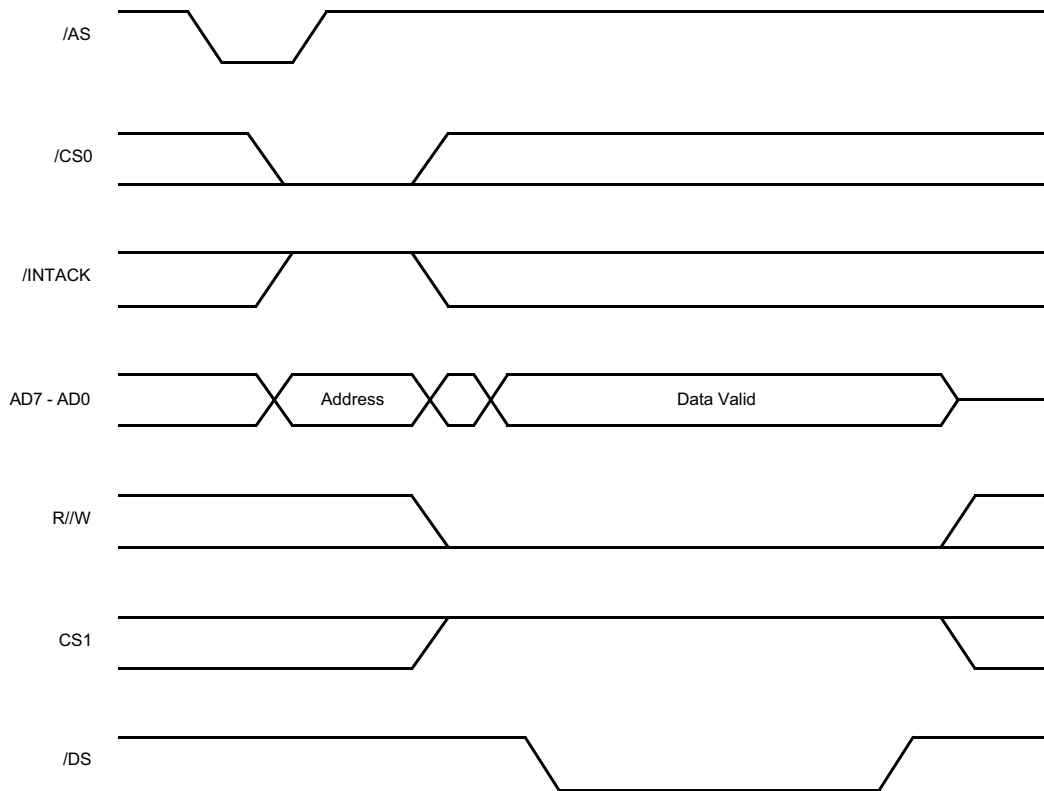 /AS
/CS0
/INTACK
AD7 - AD0
Address
Data Valid
R//W
CS1
/DS